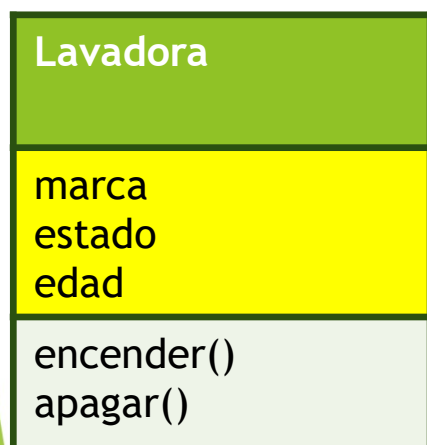 Lavadora
marca
estado
edad
encender()
apagar()